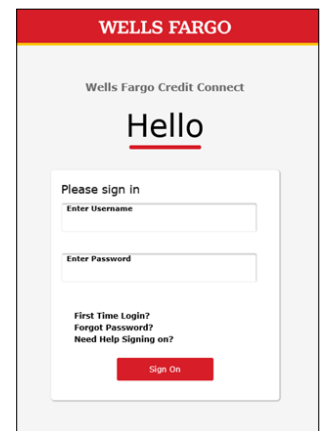 WELLS FARGO
Wells Fargo Credit Connect
Hello
Please sign in
Enter Username
Enter Password
First Time Login?
Forgot Password?
Need Help Signing on?
Sign On